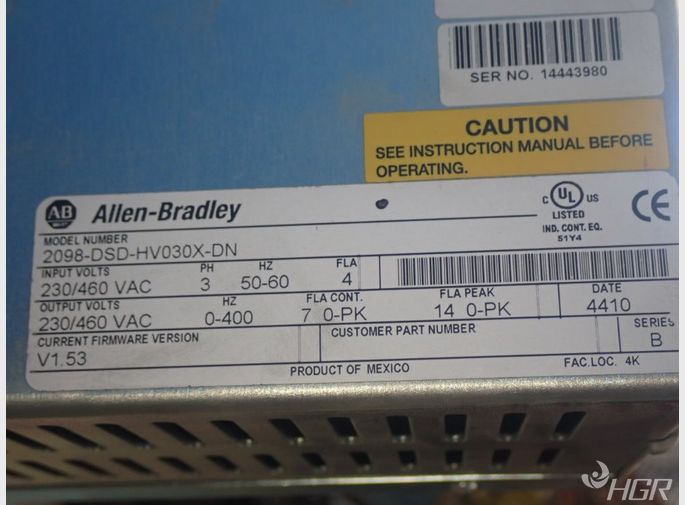 SER NO. 14443980
CAUTION
SEE INSTRUCTION MANUAL BEFORE
OPERATING.
AB Allen-Bradley
C UL US
LISTED
IND. CONT. EQ.
51Y4
CE
MODEL NUMBER
2098-DSD-HV030X-DN
INPUT VOLTS PH HZ FLA
230/460 VAC 3 50-60 4
OUTPUT VOLTS HZ FLA CONT. FLA PEAK DATE
230/460 VAC 0-400 7 0-PK 14 0-PK 4410
CURRENT FIRMWARE VERSION CUSTOMER PART NUMBER SERIES
V1.53 B
PRODUCT OF MEXICO FAC.LOC. 4K
HGR